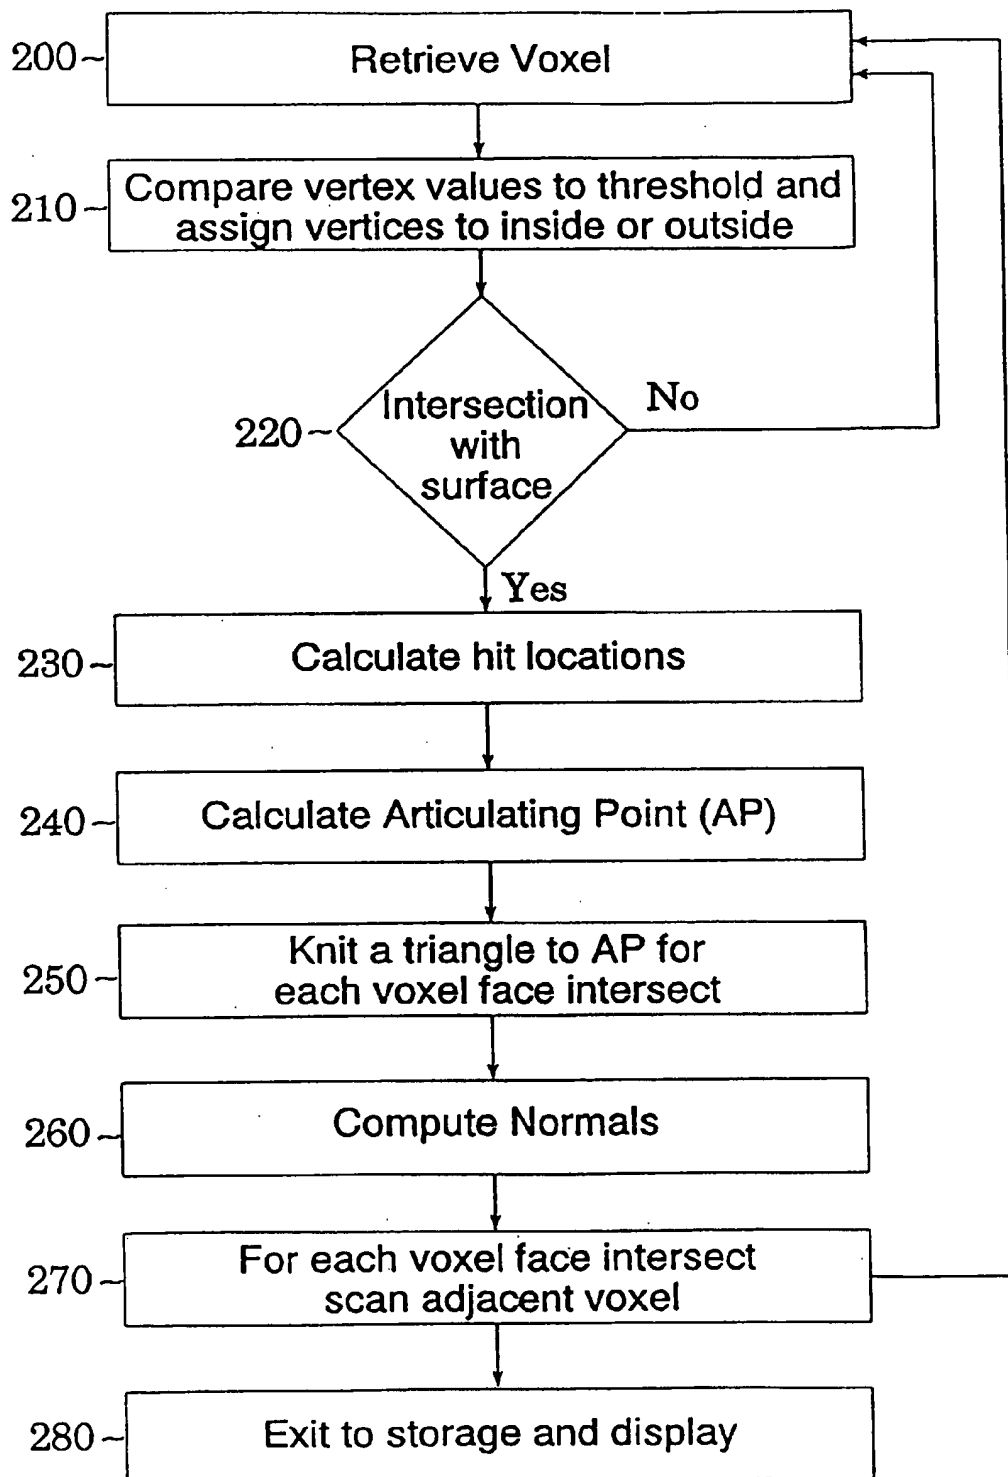 200
Retrieve Voxel
210
Compare vertex values to threshold and
assign vertices to inside or outside
220
Intersection
with
surface
No
Yes
230
Calculate hit locations
240
Calculate Articulating Point (AP)
250
Knit a triangle to AP for
each voxel face intersect
260
Compute Normals
270
For each voxel face intersect
scan adjacent voxel
280
Exit to storage and display